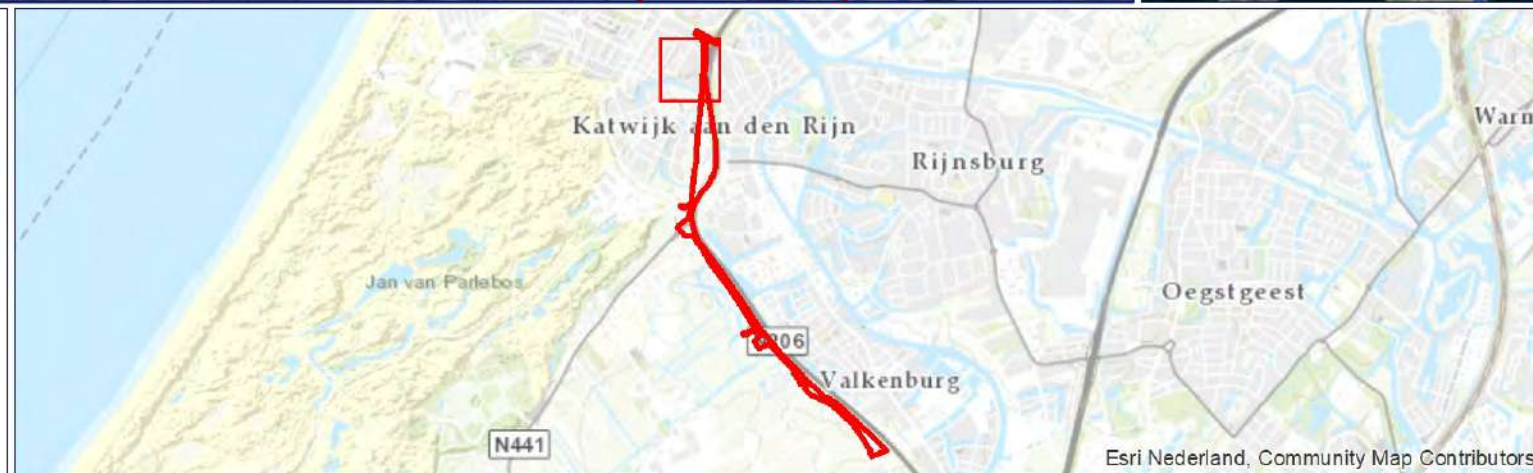 Warm
Katwijk aan den Rijn
Rijnsburg
Jan van Parlebos
Oegstgeest
Valkenburg
N441
Esri Nederland, Community Map Contributors